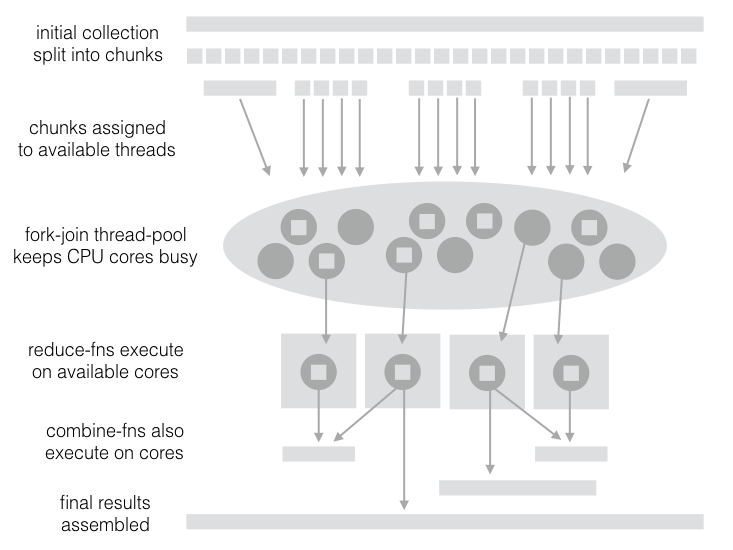 initial collection
split into chunks
chunks assigned
to available threads
fork-join thread-pool
keeps CPU cores busy
reduce-fns execute
on available cores
combine-fns also
execute on cores
final results
assembled